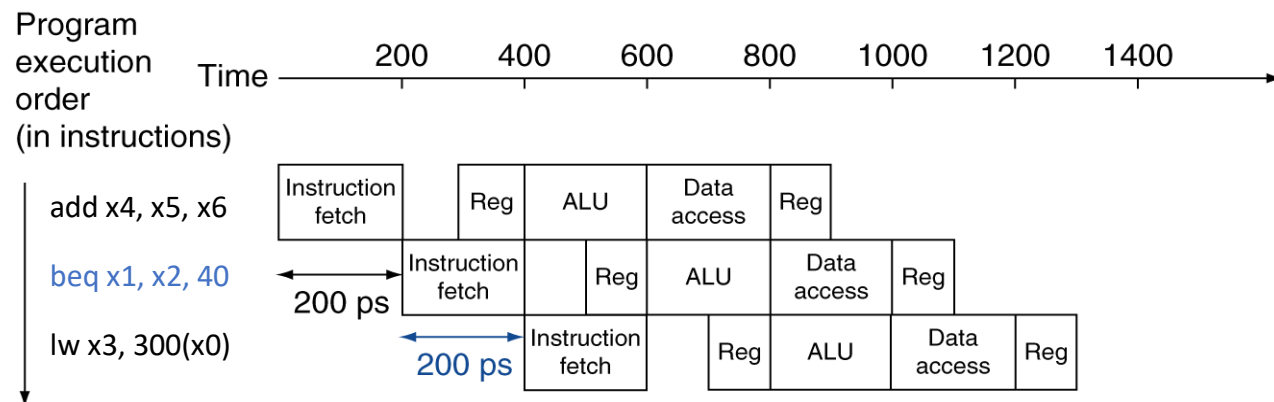 Program
execution
order
(in instructions)
Time
200 400 600 800 1000 1200 1400
add x4, x5, x6
Instruction
fetch
Reg
ALU
Data
access
Reg
beq x1, x2, 40
200 ps
Instruction
fetch
Reg
ALU
Data
access
Reg
lw x3, 300(x0)
200 ps
Instruction
fetch
Reg
ALU
Data
access
Reg